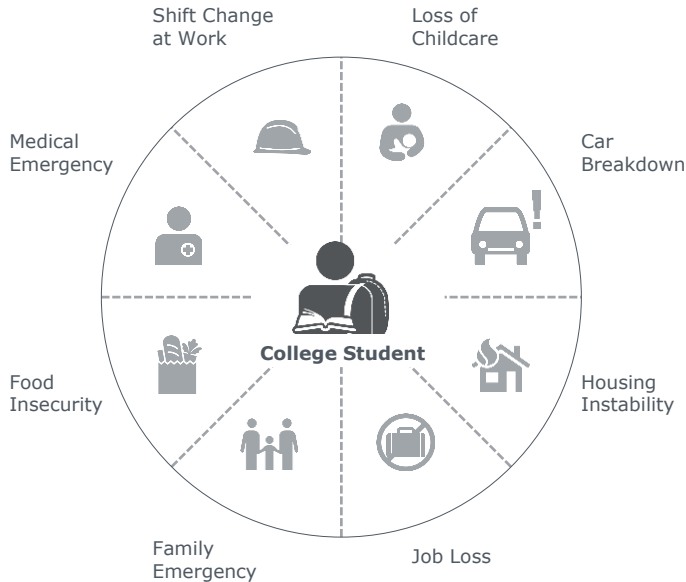 Shift Change
at Work
Loss of
Childcare
Medical
Emergency
Car
Breakdown
College Student
Food
Insecurity
Housing
Instability
Family
Emergency
Job Loss